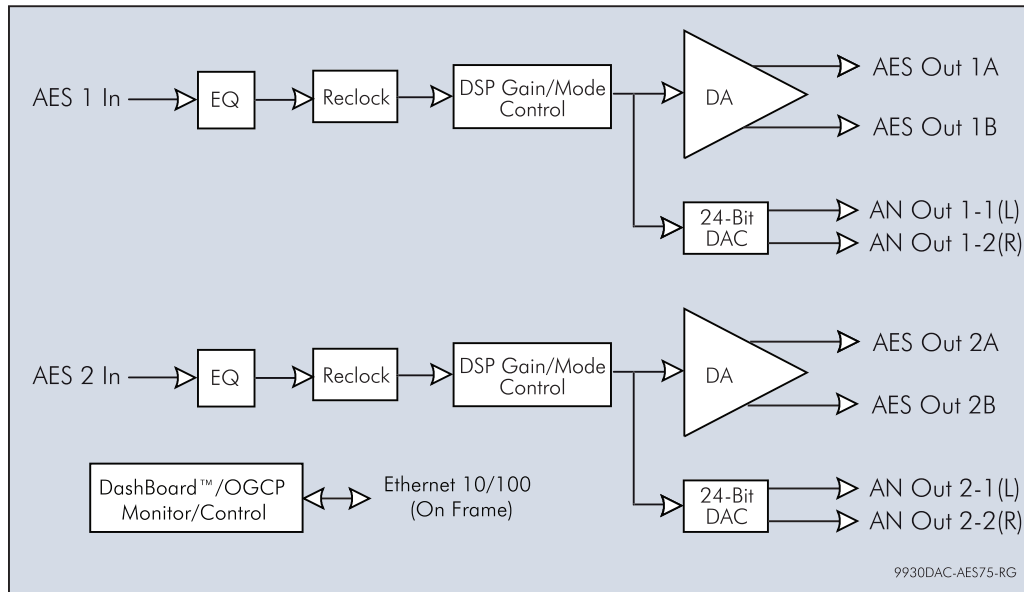 AES 1 In
EQ
Reclock
DSP Gain/Mode
Control
DA
AES Out 1A
AES Out 1B
24-Bit
DAC
AN Out 1-1(L)
AN Out 1-2(R)
AES 2 In
EQ
Reclock
DSP Gain/Mode
Control
DA
AES Out 2A
AES Out 2B
24-Bit
DAC
AN Out 2-1(L)
AN Out 2-2(R)
DashBoard™/OGCP
Monitor/Control
Ethernet 10/100
(On Frame)
9930DAC-AES75-RG